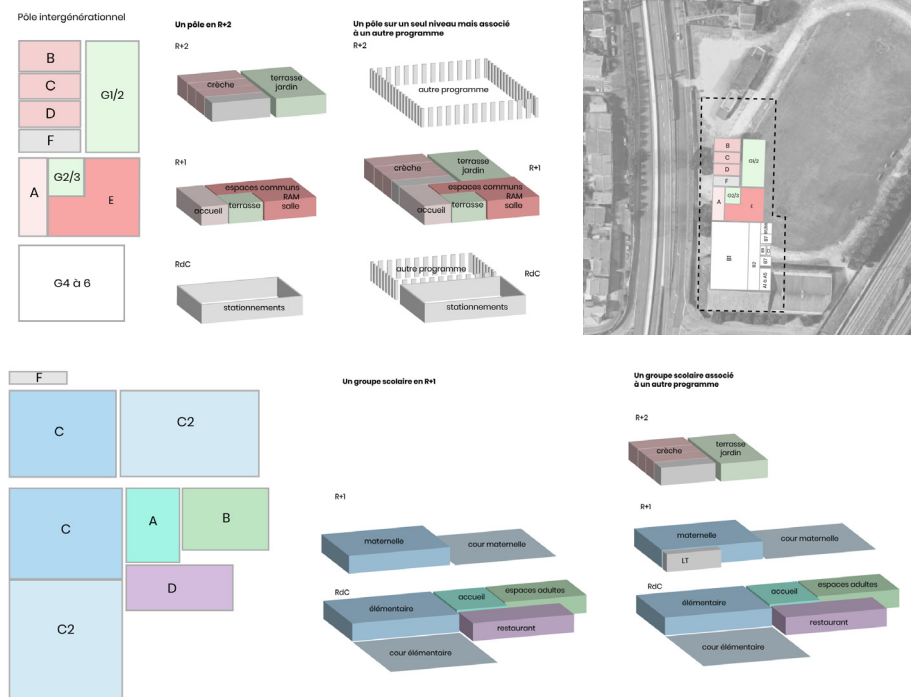 Pôle intergénérationnel
B
C
D
F
G1/2
A
G2/3
E
G4 à 6
Un pôle en R+2
R+2
crèche
terrasse
jardin
R+1
espaces communs
RAM
salle
terrasse
accueil
RdC
stationnements
Un pôle sur un seul niveau mais associé
à un autre programme
R+2
autre programme
R+1
crèche
terrasse
jardin
espaces communs
RAM
salle
terrasse
accueil
RdC
autre programme
stationnements
B
C
D
F
G1/2
A
G2/3
E
B1
B2
B7
B7
F
C
C2
C
A
B
D
C2
Un groupe scolaire en R+1
R+1
maternelle
cour maternelle
RdC
élémentaire
accueil
espaces adultes
restaurant
cour élémentaire
Un groupe scolaire associé
à un autre programme
R+2
crèche
terrasse
jardin
R+1
maternelle
LT
cour maternelle
RdC
élémentaire
accueil
espaces adultes
restaurant
cour élémentaire